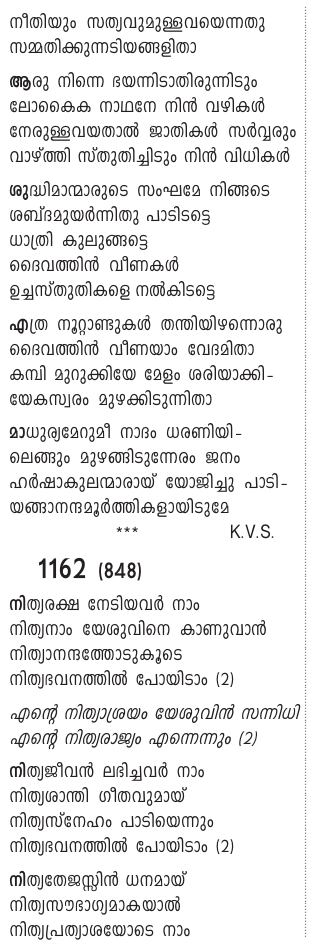 നീതിയും സത്യവുമുള്ളവയെന്നതു
സമ്മതിക്കുന്നടിയങ്ങളിതാ
ആരു നിന്നെ ഭയന്നിടാതിരുന്നിടും
ലോകൈക നാഥനേ നിൻ വഴികൾ
നേരുള്ളവയതാൽ ജാതികൾ സർവ്വരും
വാഴ്ത്തി സ്തുതിച്ചിടും നിൻ വിധികൾ
ശുദ്ധിമാന്മാരുടെ സംഘമേ നിങ്ങടെ
ശബ്ദമുയർന്നിതു പാടിടട്ടെ
ധാത്രി കുലുങ്ങട്ടെ
ദൈവത്തിൻ വീണകൾ
ഉച്ചസ്തുതികളെ നൽകിടട്ടെ
എത്ര നൂറ്റാണ്ടുകൾ തന്തിയിഴന്നൊരു
ദൈവത്തിൻ വീണയാം വേദമിതാ
കമ്പി മുറുക്കിയേ മേളം ശരിയാക്കി-
യേകസ്വരം മുഴക്കിടുന്നിതാ
മാധുര്യമേറുമീ നാദം ധരണിയി-
ലെങ്ങും മുഴങ്ങിടുന്നേരം ജനം
ഹർഷാകുലന്മാരായ് യോജിച്ചു പാടി-
യങ്ങാനന്ദമൂർത്തികളായിടുമേ
*** K.V.S.
1162 (848)
നിത്യരക്ഷ നേടിയവർ നാം
നിത്യനാം യേശുവിനെ കാണുവാൻ
നിത്യാനന്ദത്തോടുകൂടെ
നിത്യഭവനത്തിൽ പോയിടാം (2)
എന്റെ നിത്യാശ്രയം യേശുവിൻ സന്നിധി
എന്റെ നിത്യരാജ്യം എന്നെന്നും (2)
നിത്യജീവൻ ലഭിച്ചവർ നാം
നിത്യശാന്തി ഗീതവുമായ്
നിത്യസ്നേഹം പാടിയെന്നും
നിത്യഭവനത്തിൽ പോയിടാം (2)
നിത്യതേജസ്സിൻ ധനമായ്
നിത്യസൗഭാഗ്യമാകയാൽ
നിത്യപ്രത്യാശയോടെ നാം